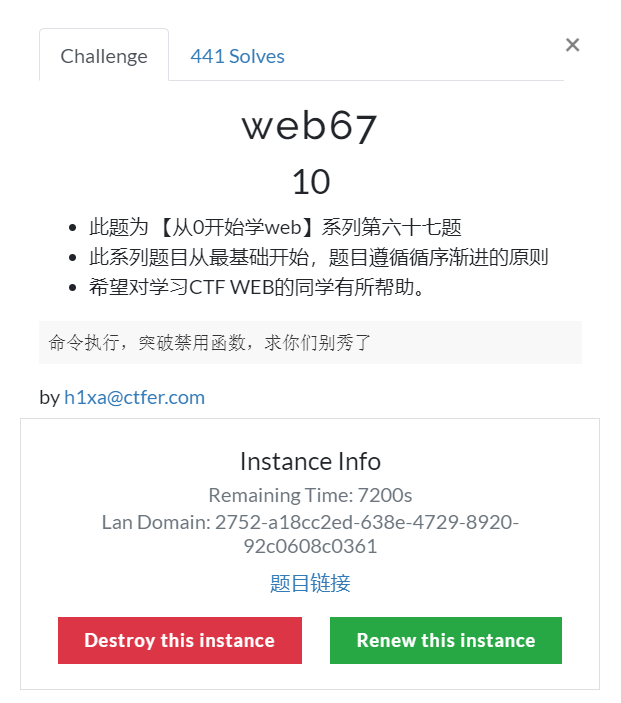 Challenge
441 Solves
×
web67
10
此题为 【从0开始学web】系列第六十七题
此系列题目从最基础开始，题目遵循循序渐进的原则
希望对学习CTF WEB的同学有所帮助。
命令执行，突破禁用函数，求你们别秀了
by h1xa@ctfer.com
Instance Info
Remaining Time: 7200s
Lan Domain: 2752-a18cc2ed-638e-4729-8920-
92c0608c0361
题目链接
Destroy this instance
Renew this instance